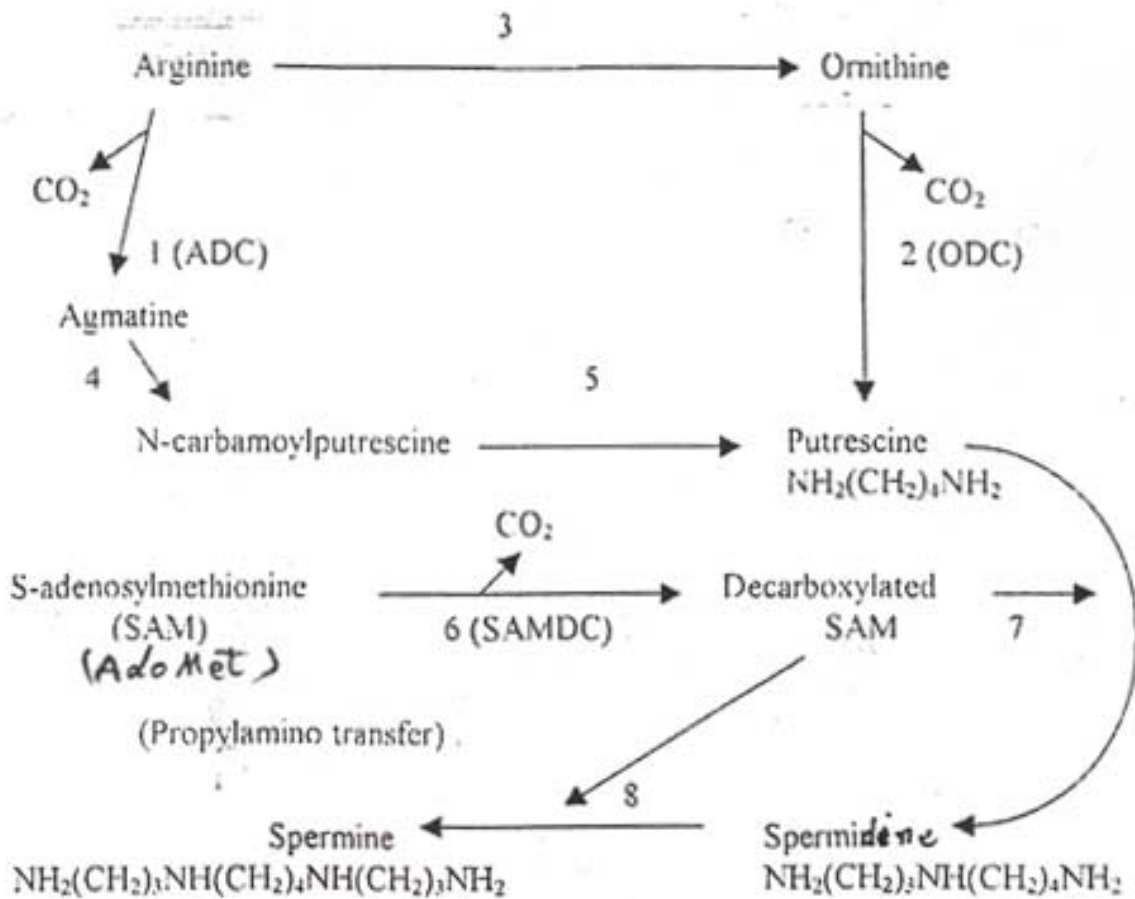 3
Arginine Ornithine
CO₂ CO₂
1 (ADC) 2 (ODC)
Agmatine
4 5
N-carbamoylputrescine Putrescine
NH₂(CH₂)₄NH₂
CO₂
S-adenosylmethionine Decarboxylated
(SAM) 6 (SAMDC) SAM 7
(AdoMet)
(Propylamino transfer)
8
Spermine Spermidine
NH₂(CH₂)₃NH(CH₂)₄NH(CH₂)₃NH₂ NH₂(CH₂)₃NH(CH₂)₄NH₂